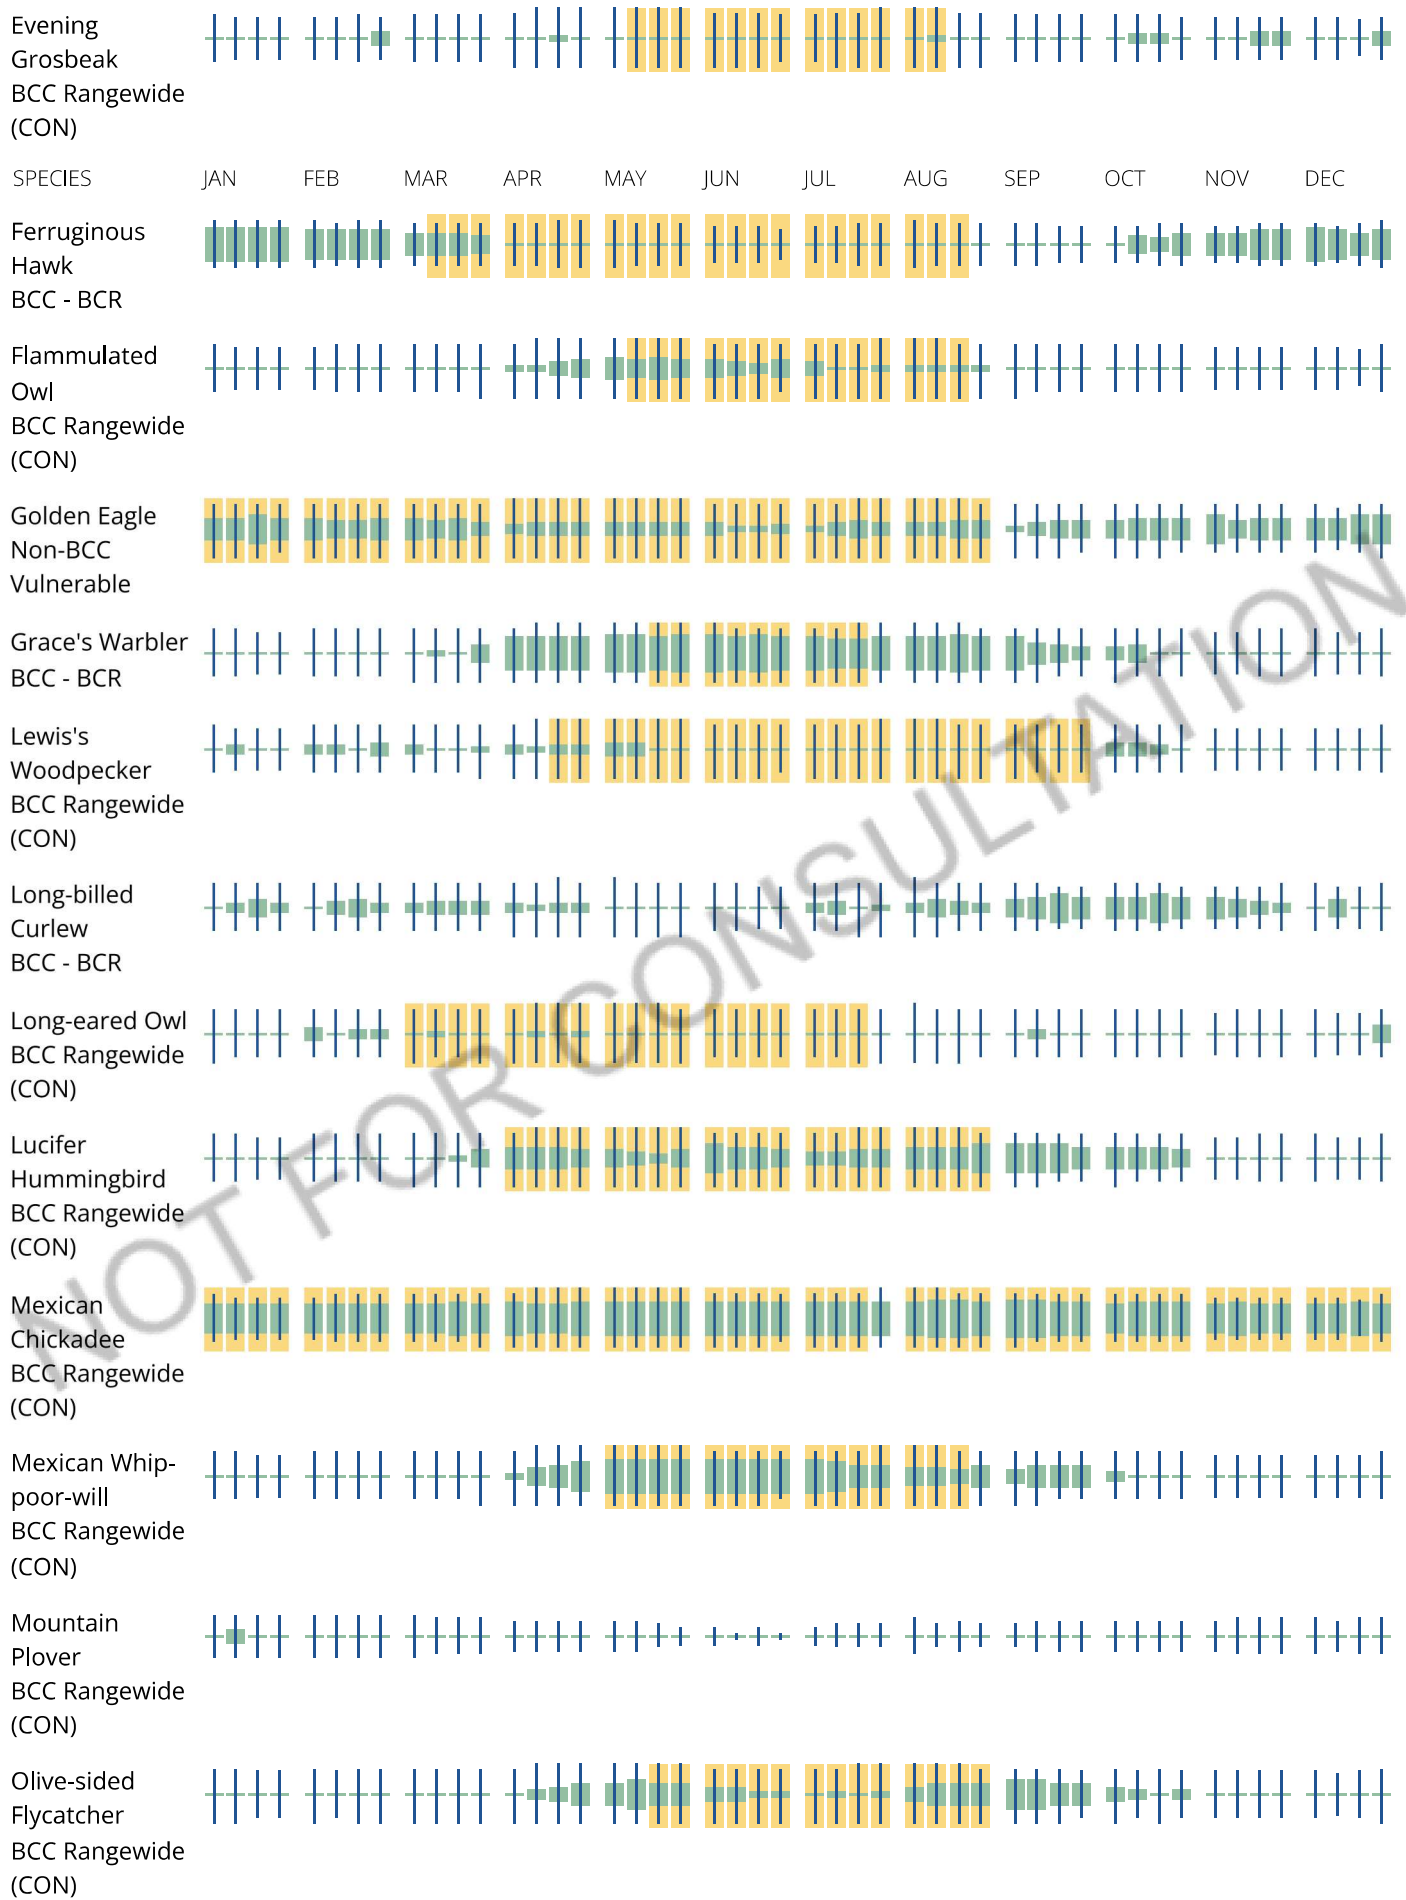 Evening
Grosbeak
BCC Rangewide
(CON)
SPECIES JAN FEB MAR APR MAY JUN JUL AUG SEP OCT NOV DEC
Ferruginous
Hawk
BCC - BCR
Flammulated
Owl
BCC Rangewide
(CON)
Golden Eagle
Non-BCC
Vulnerable
Grace's Warbler
BCC - BCR
Lewis's
Woodpecker
BCC Rangewide
(CON)
Long-billed
Curlew
BCC - BCR
Long-eared Owl
BCC Rangewide
(CON)
Lucifer
Hummingbird
BCC Rangewide
(CON)
Mexican
Chickadee
BCC Rangewide
(CON)
Mexican Whip-
poor-will
BCC Rangewide
(CON)
Mountain
Plover
BCC Rangewide
(CON)
Olive-sided
Flycatcher
BCC Rangewide
(CON)
NOT FOR CONSULTATION